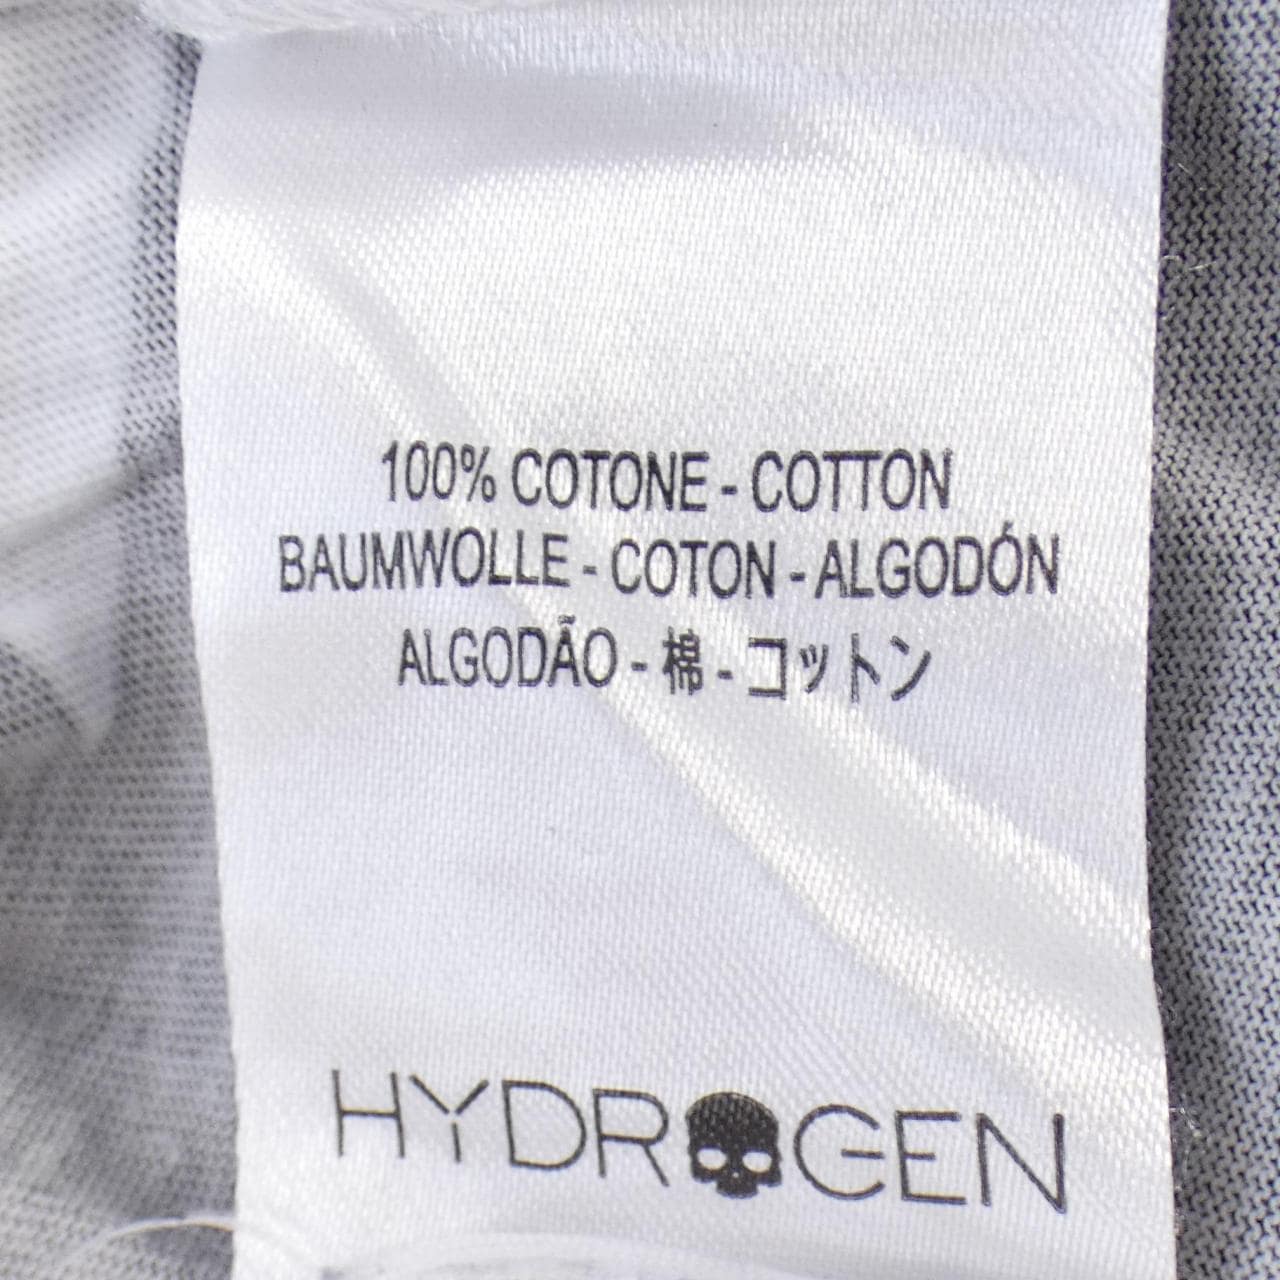 100% COTONE - COTTON
BAUMWOLLE - COTON - ALGODÓN
ALGODÃO - 棉 - コットン
HYDROGEN